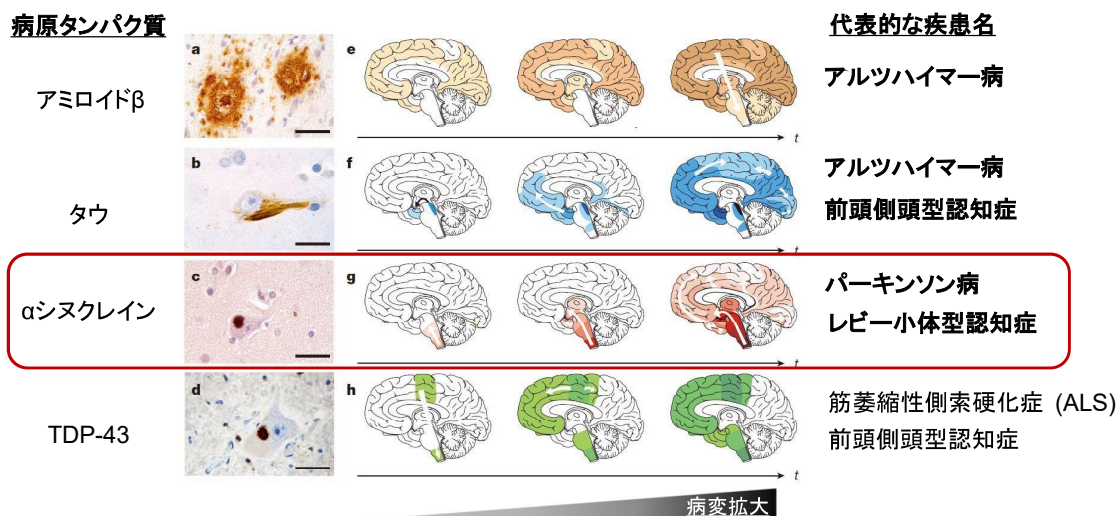 病原タンパク質
代表的な疾患名
アミロイドβ
a
e
アルツハイマー病
t
タウ
b
f
アルツハイマー病
前頭側頭型認知症
t
αシヌクレイン
c
g
パーキンソン病
レビー小体型認知症
t
TDP-43
d
h
筋萎縮性側索硬化症 (ALS)
前頭側頭型認知症
t
病変拡大